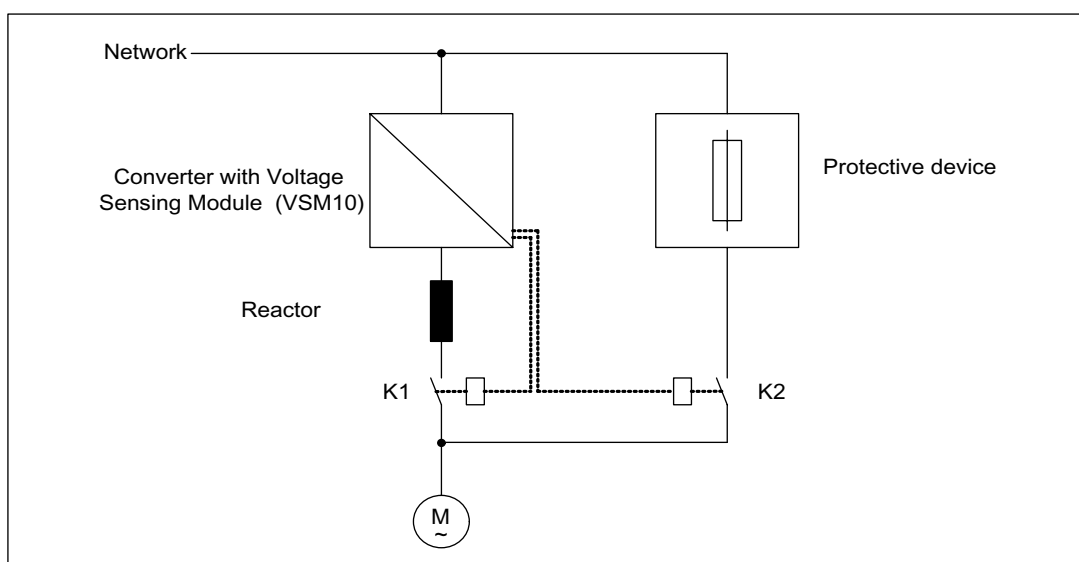 Network
Converter with Voltage
Sensing Module (VSM10)
Protective device
Reactor
K1
K2
M
~